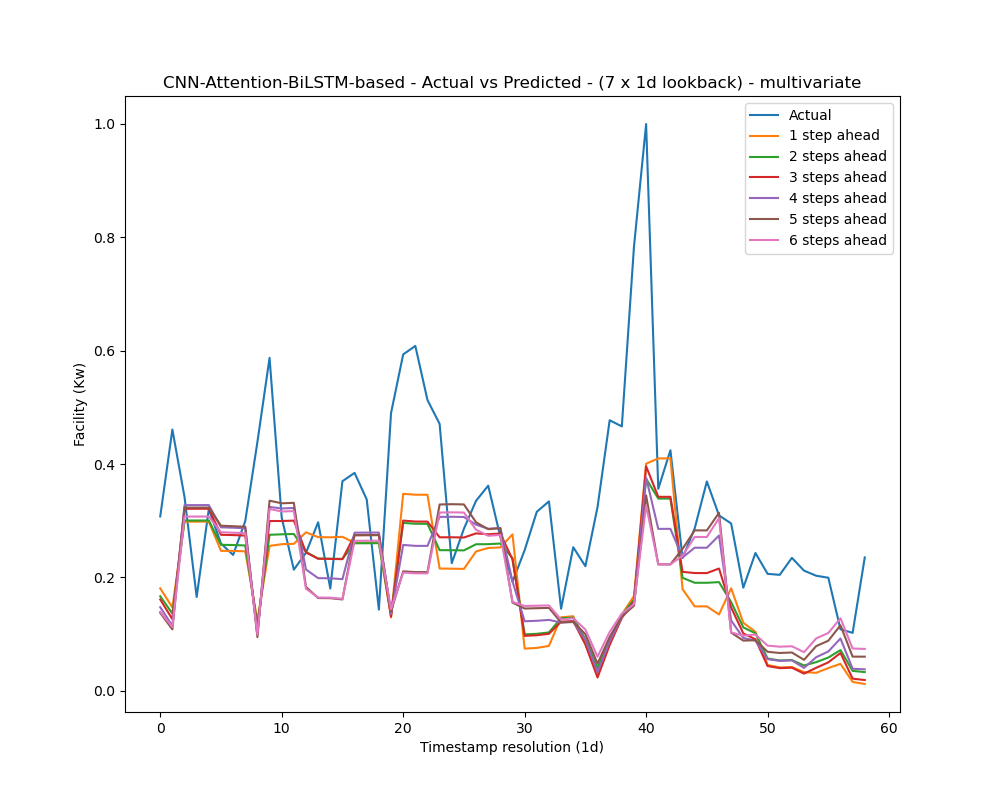 CNN-Attention-BiLSTM-based - Actual vs Predicted - (7 x 1d lookback) - multivariate
Actual
1 step ahead
2 steps ahead
3 steps ahead
4 steps ahead
5 steps ahead
6 steps ahead
1.0
0.8
0.6
0.4
0.2
0.0
Facility (Kw)
0 10 20 30 40 50 60
Timestamp resolution (1d)